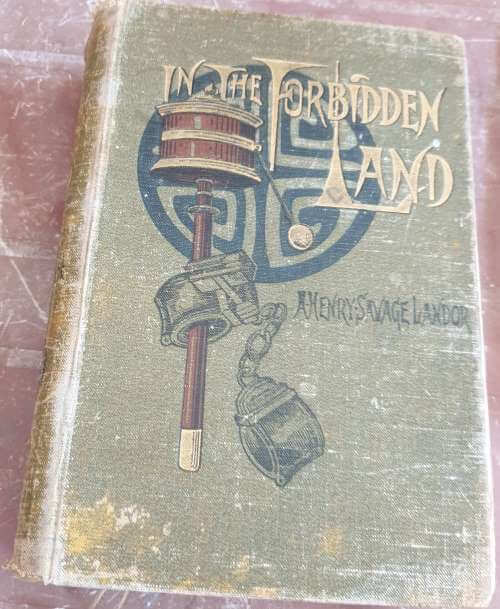 IN THE FORBIDDEN
LAND
A HENRY SAVAGE LANDOR